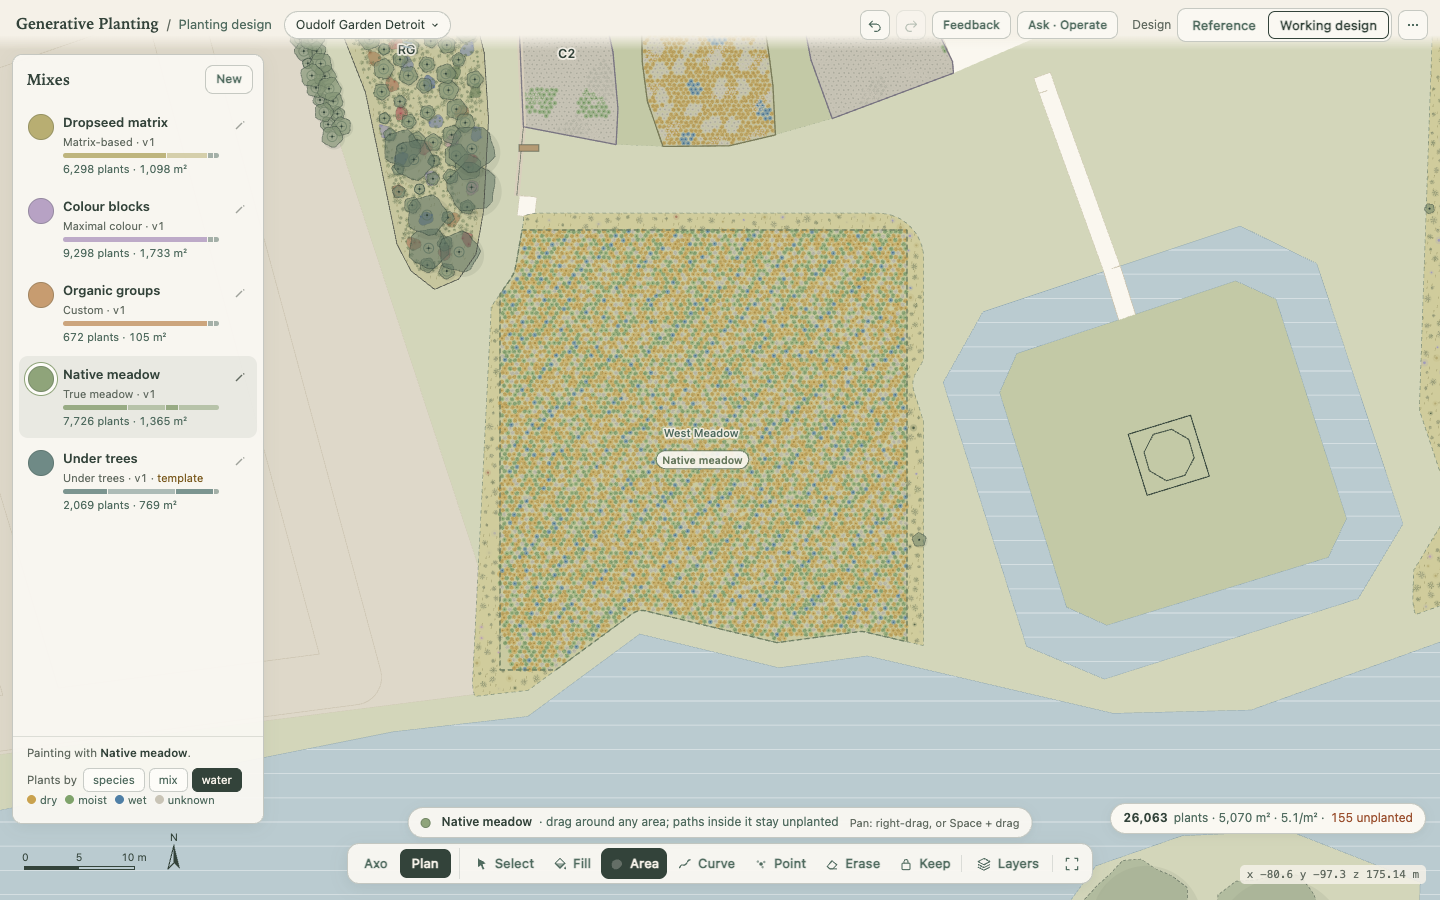 Generative Planting / Planting design Oudolf Garden Detroit
Feedback Ask · Operate Design Reference Working design ...
Mixes New
Dropseed matrix
Matrix-based · v1
6,298 plants · 1,098 m²
Colour blocks
Maximal colour · v1
9,298 plants · 1,733 m²
Organic groups
Custom · v1
672 plants · 105 m²
Native meadow
True meadow · v1
7,726 plants · 1,365 m²
Under trees
Under trees · v1 · template
2,069 plants · 769 m²
Painting with Native meadow.
Plants by species mix water
dry moist wet unknown
RG
C2
West Meadow
Native meadow
Native meadow · drag around any area; paths inside it stay unplanted Pan: right-drag, or Space + drag
26,063 plants · 5,070 m² · 5.1/m² · 155 unplanted
N
0 5 10 m
Axo Plan Select Fill Area Curve Point Erase Keep Layers
x −80.6 y −97.3 z 175.14 m